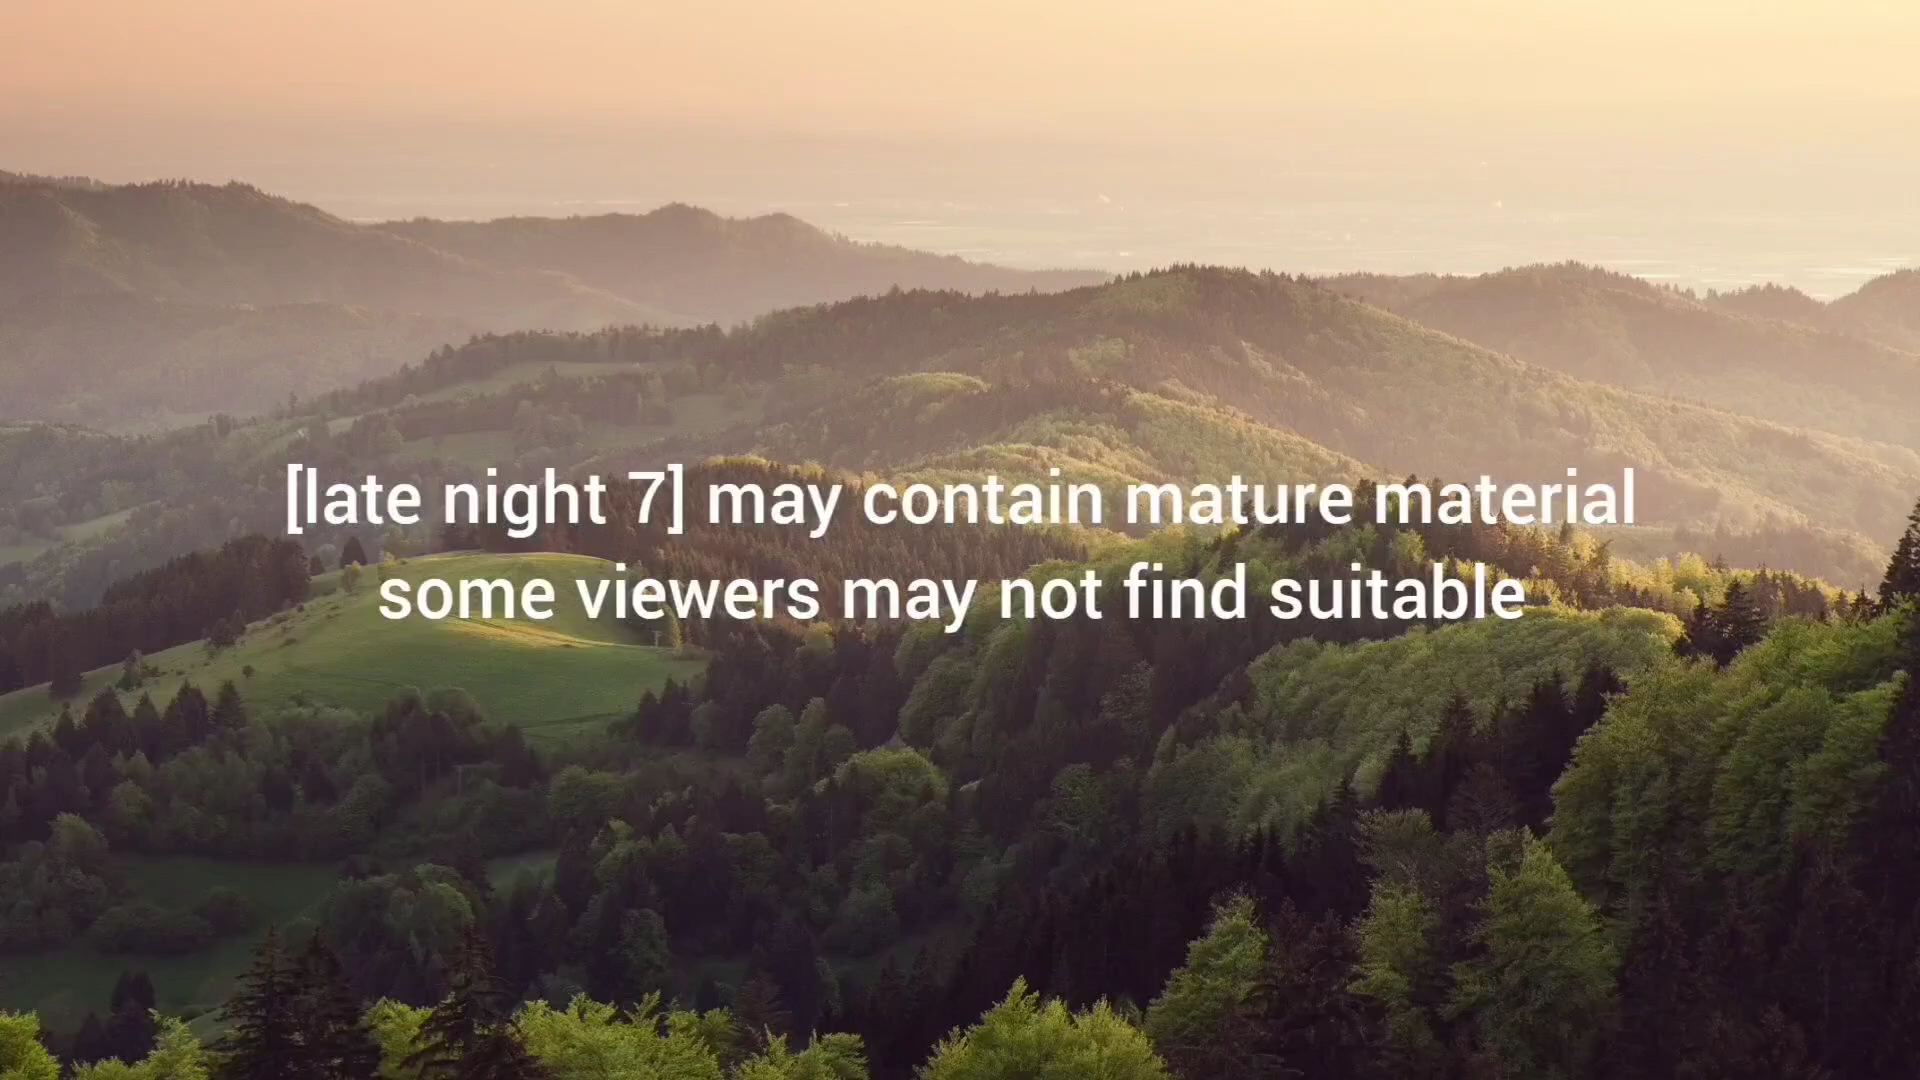 [late night 7] may contain mature material
some viewers may not find suitable